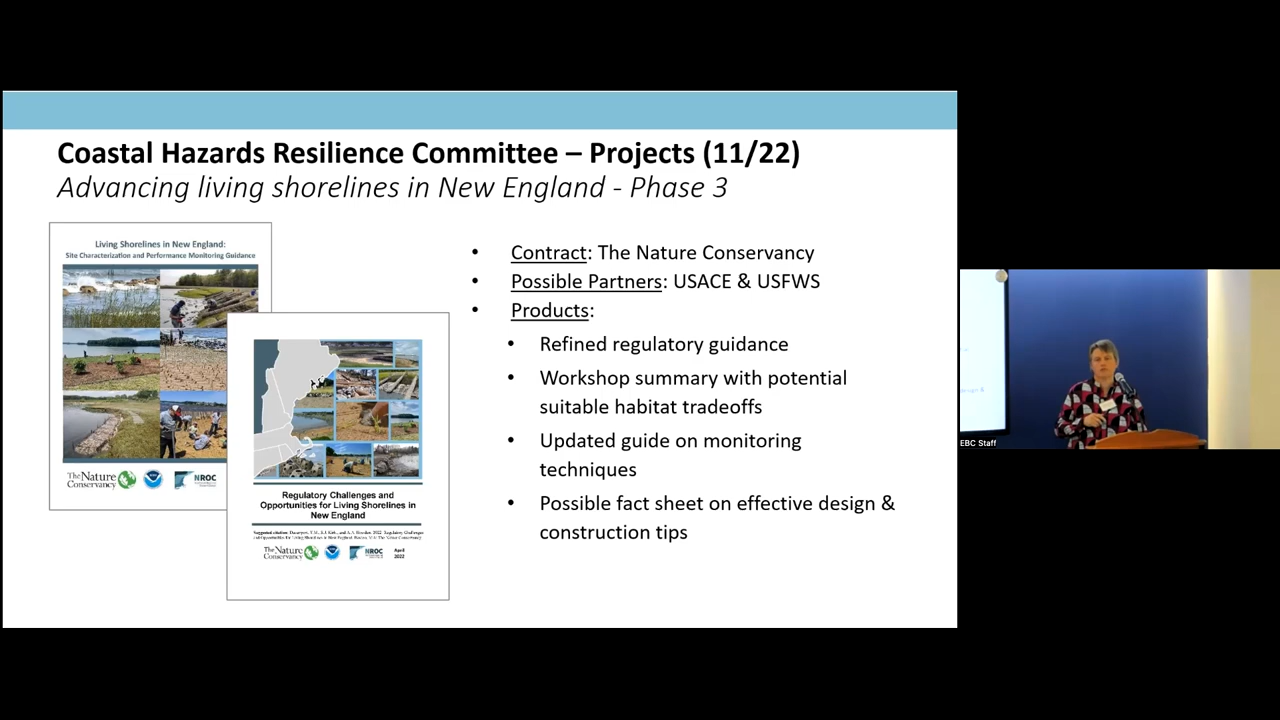 Coastal Hazards Resilience Committee – Projects (11/22)
Advancing living shorelines in New England - Phase 3
Living Shorelines in New England:
Site Characterization and Performance Monitoring Guidance
The Nature
Conservancy
NROC
Regulatory Challenges and
Opportunities for Living Shorelines in
New England
The Nature
Conservancy
NROC
April
2022
• Contract: The Nature Conservancy
• Possible Partners: USACE & USFWS
• Products:
• Refined regulatory guidance
• Workshop summary with potential
suitable habitat tradeoffs
• Updated guide on monitoring
techniques
• Possible fact sheet on effective design &
construction tips
EBC Staff